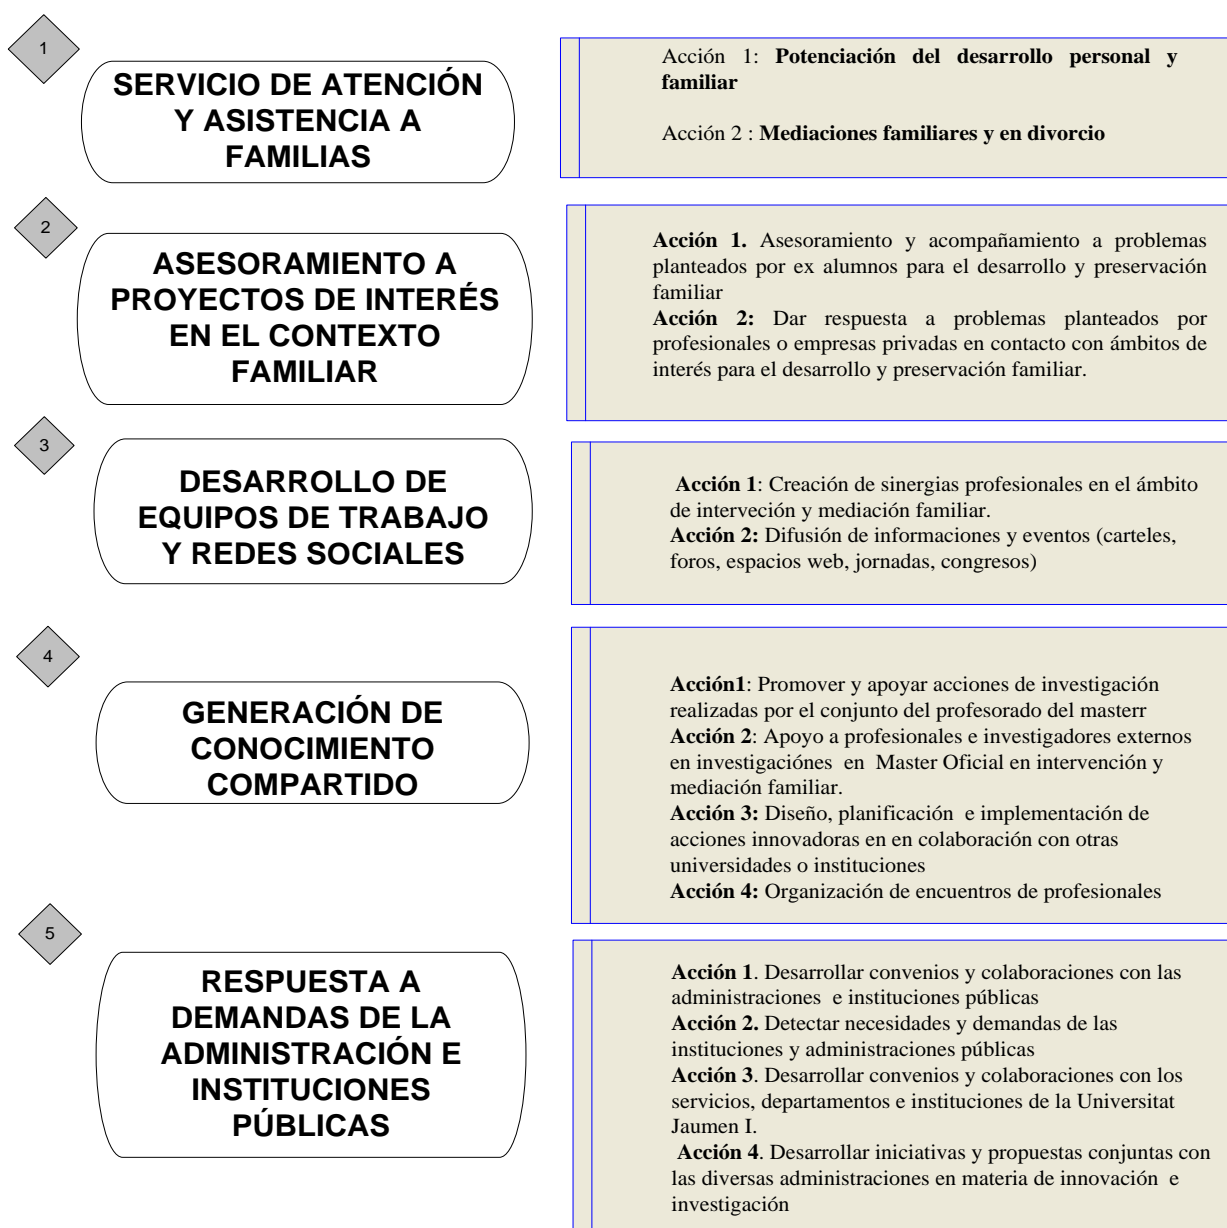 1
SERVICIO DE ATENCIÓN
Y ASISTENCIA A
FAMILIAS
Acción 1: Potenciación del desarrollo personal y
familiar
Acción 2 : Mediaciones familiares y en divorcio
2
ASESORAMIENTO A
PROYECTOS DE INTERÉS
EN EL CONTEXTO
FAMILIAR
Acción 1. Asesoramiento y acompañamiento a problemas
planteados por ex alumnos para el desarrollo y preservación
familiar
Acción 2: Dar respuesta a problemas planteados por
profesionales o empresas privadas en contacto con ámbitos de
interés para el desarrollo y preservación familiar.
3
DESARROLLO DE
EQUIPOS DE TRABAJO
Y REDES SOCIALES
Acción 1: Creación de sinergias profesionales en el ámbito
de interveción y mediación familiar.
Acción 2: Difusión de informaciones y eventos (carteles,
foros, espacios web, jornadas, congresos)
4
GENERACIÓN DE
CONOCIMIENTO
COMPARTIDO
Acción1: Promover y apoyar acciones de investigación
realizadas por el conjunto del profesorado del masterr
Acción 2: Apoyo a profesionales e investigadores externos
en investigaciónes en Master Oficial en intervención y
mediación familiar.
Acción 3: Diseño, planificación e implementación de
acciones innovadoras en en colaboración con otras
universidades o instituciones
Acción 4: Organización de encuentros de profesionales
5
RESPUESTA A
DEMANDAS DE LA
ADMINISTRACIÓN E
INSTITUCIONES
PÚBLICAS
Acción 1. Desarrollar convenios y colaboraciones con las
administraciones e instituciones públicas
Acción 2. Detectar necesidades y demandas de las
instituciones y administraciones públicas
Acción 3. Desarrollar convenios y colaboraciones con los
servicios, departamentos e instituciones de la Universitat
Jaumen I.
Acción 4. Desarrollar iniciativas y propuestas conjuntas con
las diversas administraciones en materia de innovación e
investigación